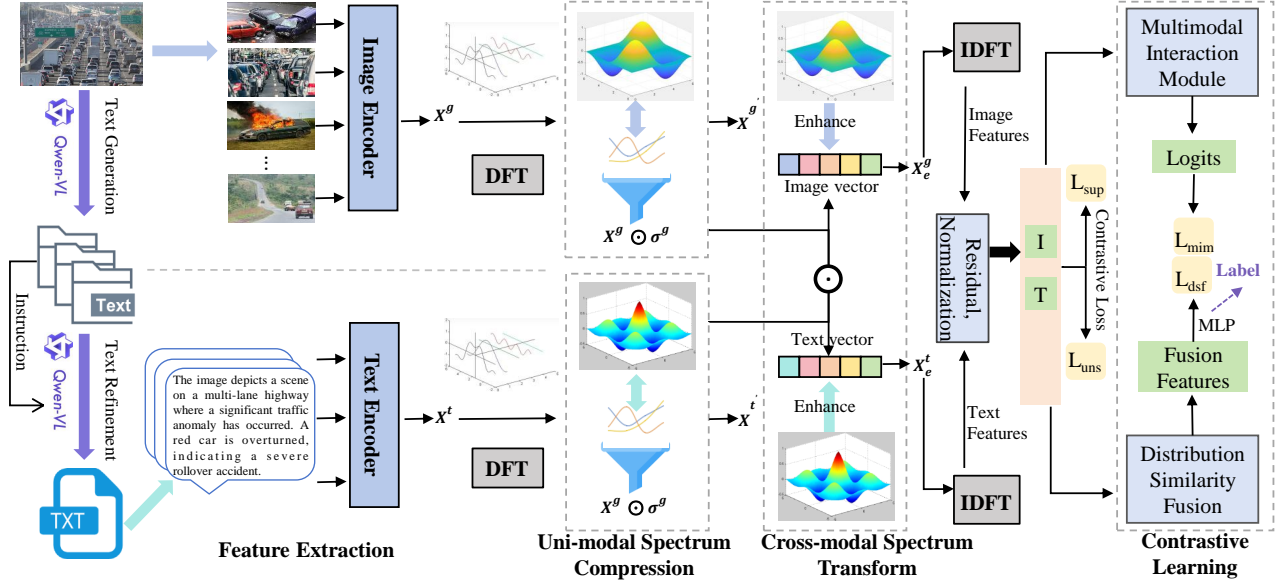 Qwen-VL
Text Generation
Text
Instruction
Qwen-VL
Text Refinement
TXT
...
Image Encoder
X^g
DFT
The image depicts a scene
on a multi-lane highway
where a significant traffic
anomaly has occurred. A
red car is overturned,
indicating a severe
rollover accident.
Text Encoder
X^t
DFT
Feature Extraction
X^g ⊙ σ^g
X^g'
X^g ⊙ σ^g
X^t'
Uni-modal Spectrum
Compression
Enhance
Image vector
X_e^g
Text vector
X_e^t
Enhance
Cross-modal Spectrum
Transform
IDFT
Image
Features
Residual,
Normalization
Text
Features
IDFT
I
T
L_sup
Contrastive Loss
L_uns
Multimodal
Interaction
Module
Logits
L_mim
L_dsf
Label
MLP
Fusion
Features
Distribution
Similarity
Fusion
Contrastive
Learning